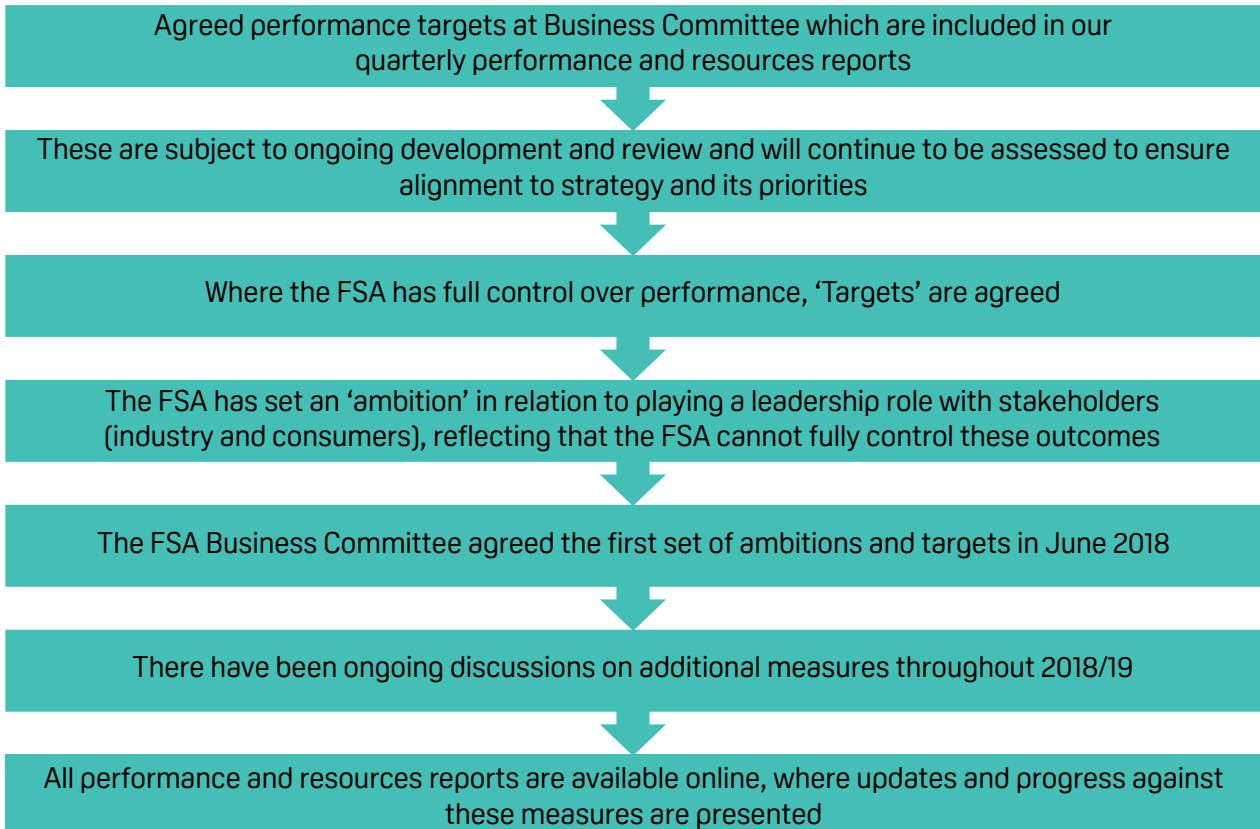 Agreed performance targets at Business Committee which are included in our
quarterly performance and resources reports
These are subject to ongoing development and review and will continue to be assessed to ensure
alignment to strategy and its priorities
Where the FSA has full control over performance, ‘Targets’ are agreed
The FSA has set an ‘ambition’ in relation to playing a leadership role with stakeholders
(industry and consumers), reflecting that the FSA cannot fully control these outcomes
The FSA Business Committee agreed the first set of ambitions and targets in June 2018
There have been ongoing discussions on additional measures throughout 2018/19
All performance and resources reports are available online, where updates and progress against
these measures are presented